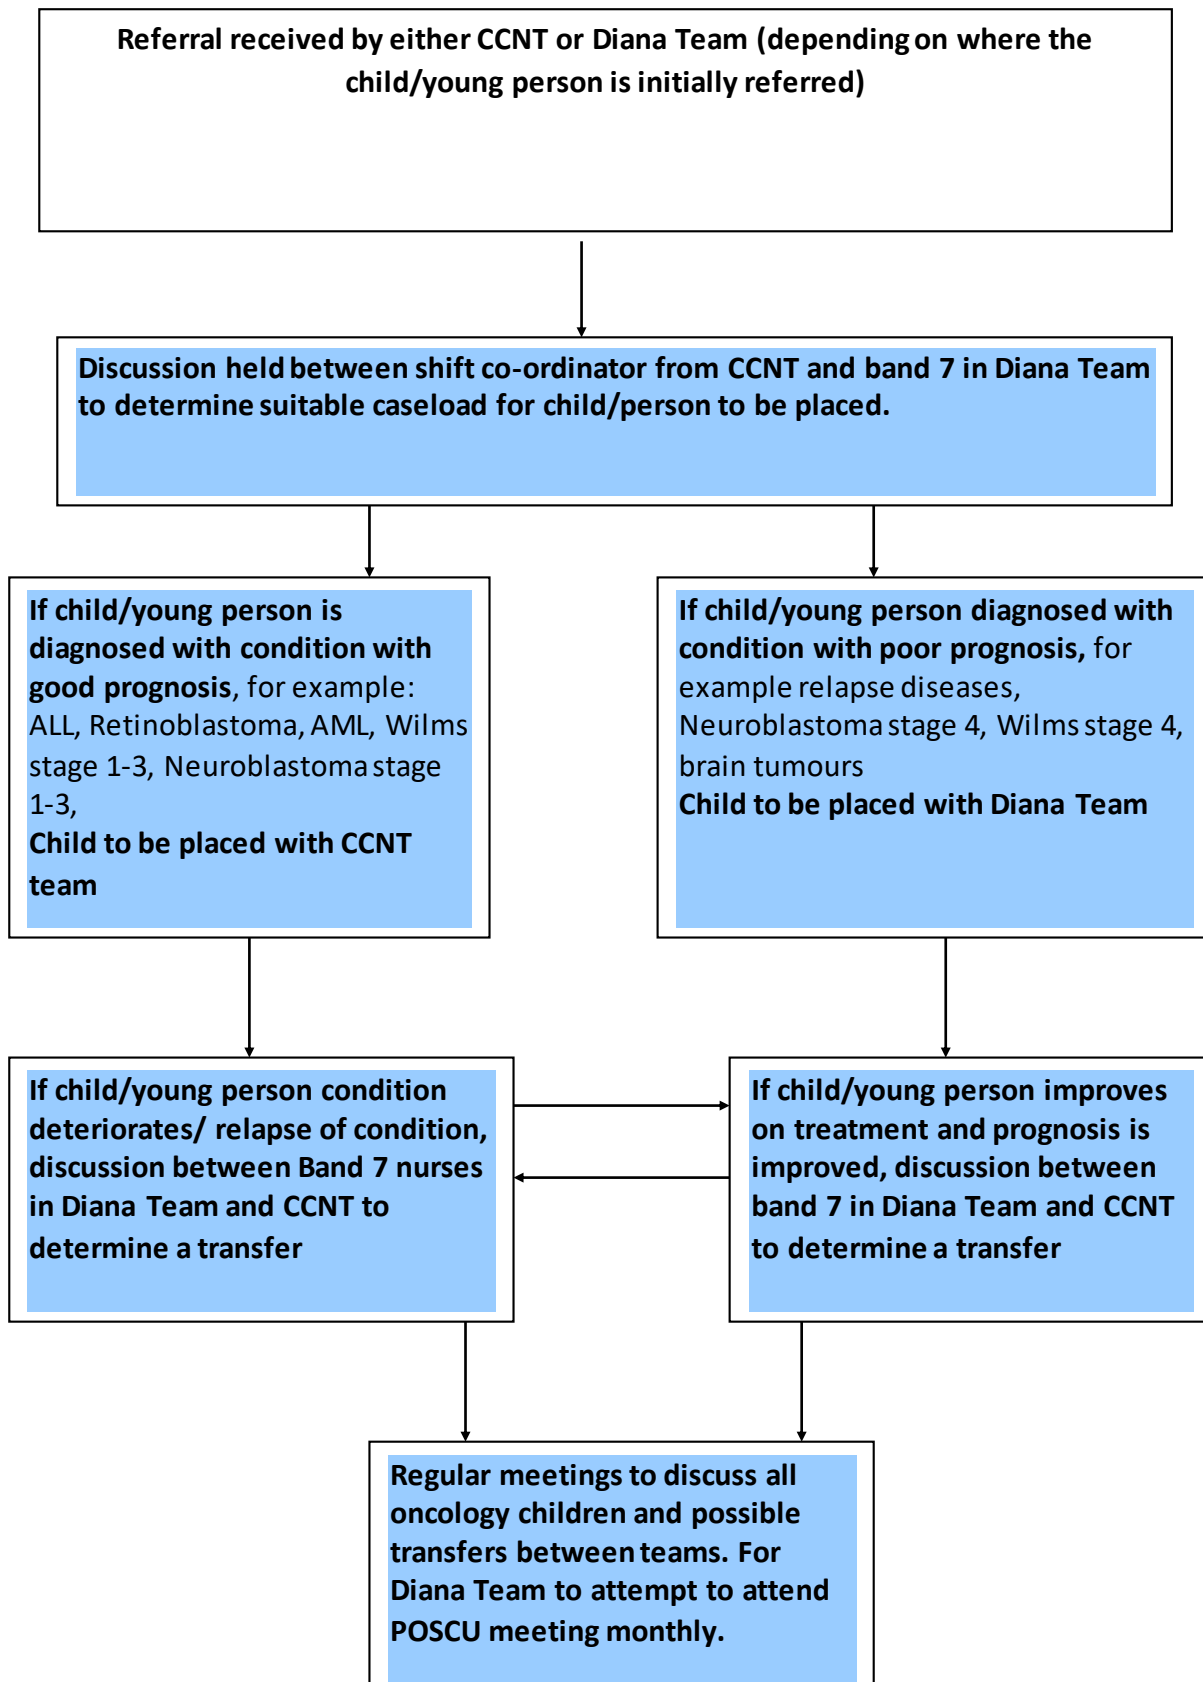 Referral received by either CCNT or Diana Team (depending on where the
child/young person is initially referred)
Discussion held between shift co-ordinator from CCNT and band 7 in Diana Team
to determine suitable caseload for child/person to be placed.
If child/young person is
diagnosed with condition with
good prognosis, for example:
ALL, Retinoblastoma, AML, Wilms
stage 1-3, Neuroblastoma stage
1-3,
Child to be placed with CCNT
team
If child/young person diagnosed with
condition with poor prognosis, for
example relapse diseases,
Neuroblastoma stage 4, Wilms stage 4,
brain tumours
Child to be placed with Diana Team
If child/young person condition
deteriorates/ relapse of condition,
discussion between Band 7 nurses
in Diana Team and CCNT to
determine a transfer
If child/young person improves
on treatment and prognosis is
improved, discussion between
band 7 in Diana Team and CCNT
to determine a transfer
Regular meetings to discuss all
oncology children and possible
transfers between teams. For
Diana Team to attempt to attend
POSCU meeting monthly.